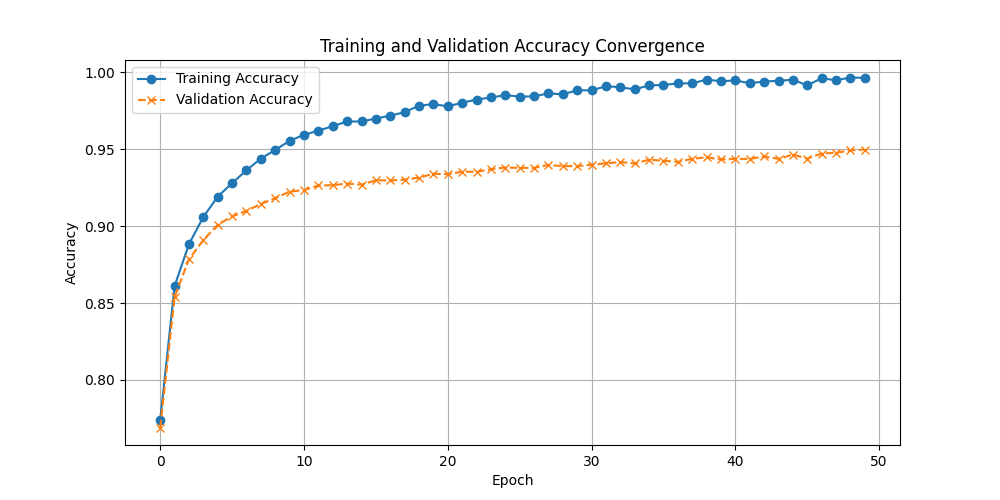 Training and Validation Accuracy Convergence
Training Accuracy
Validation Accuracy
Accuracy
1.00
0.95
0.90
0.85
0.80
0 10 20 30 40 50
Epoch